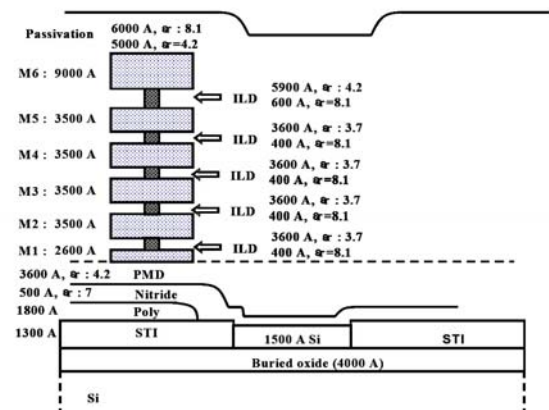 6000 A, εr : 8.1
Passivation
5000 A, εr=4.2
M6 : 9000 A
5900 A, εr : 4.2
ILD
600 A, εr=8.1
M5 : 3500 A
3600 A, εr : 3.7
ILD
400 A, εr=8.1
M4 : 3500 A
3600 A, εr : 3.7
ILD
400 A, εr=8.1
M3 : 3500 A
3600 A, εr : 3.7
ILD
400 A, εr=8.1
M2 : 3500 A
3600 A, εr : 3.7
M1 : 2600 A
ILD
400 A, εr=8.1
3600 A, εr : 4.2 PMD
500 A, εr : 7 Nitride
1800 A Poly
1300 A STI 1500 A Si STI
Buried oxide (4000 A)
Si